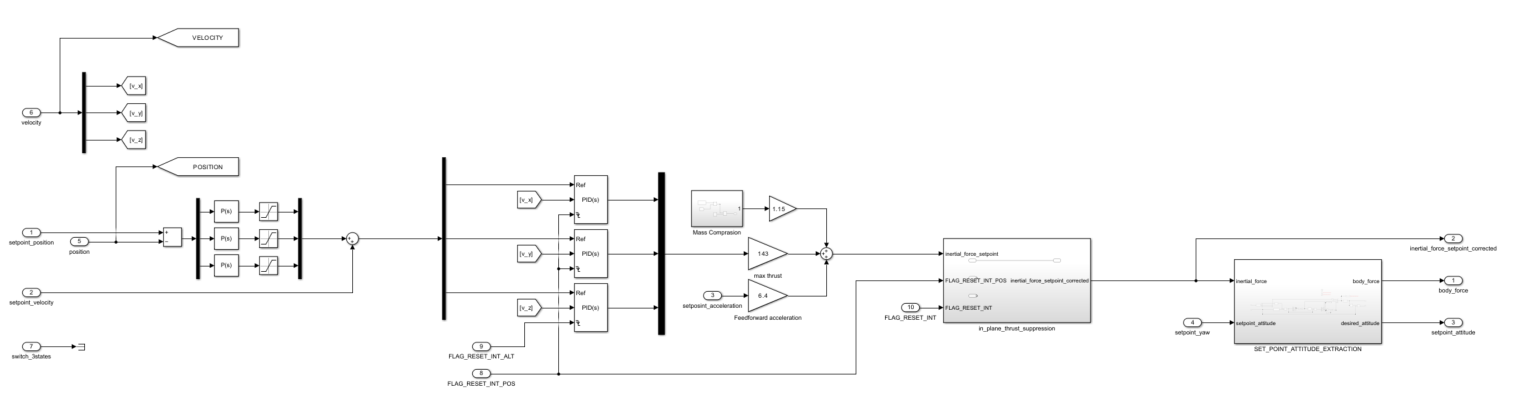 VELOCITY
[v_x]
6
[v_y]
velocity
[v_z]
POSITION
Ref
[v_x]
PID(s)
1
1.15
Mass Comprasion
P(s)
1
setpoint_position
+
−
5
position
P(s)
Ref
[v_y]
PID(s)
143
max thrust
inertial_force_setpoint
2
inertial_force_setpoint_corrected
P(s)
FLAG_RESET_INT_POS
inertial_force_setpoint_corrected
inertial_force
body_force
1
body_force
2
setpoint_velocity
Ref
[v_z]
PID(s)
3
setpoint_acceleration
6.4
Feedforward acceleration
10
FLAG_RESET_INT
FLAG_RESET_INT
in_plane_thrust_suppression
4
setpoint_yaw
setpoint_attitude
desired_attitude
3
setpoint_attitude
SET_POINT_ATTITUDE_EXTRACTION
7
switch_3states
9
FLAG_RESET_INT_ALT
8
FLAG_RESET_INT_POS